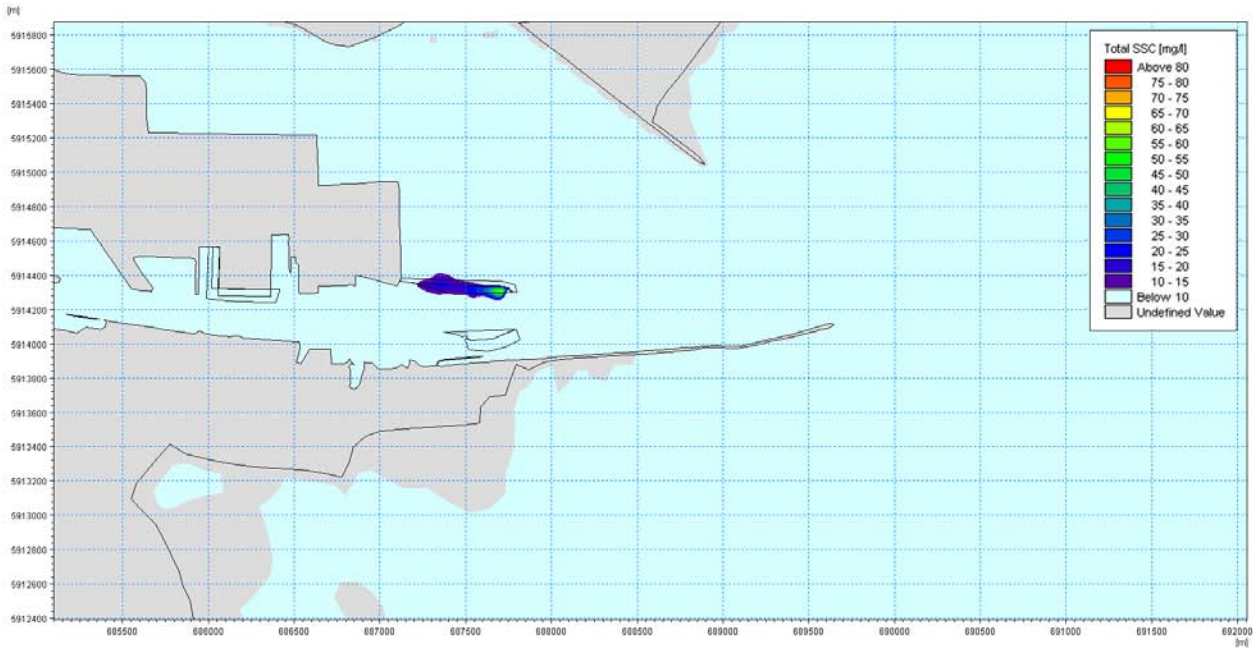 [m]
5915800
5915600
5915400
5915200
5915000
5914800
5914600
5914400
5914200
5914000
5913800
5913600
5913400
5913200
5913000
5912800
5912600
5912400
685500 686000 686500 687000 687500 688000 688500 689000 689500 690000 690500 691000 691500 692000
[m]
Total SSC [mg/l]
Above 80
75 - 80
70 - 75
65 - 70
60 - 65
55 - 60
50 - 55
45 - 50
40 - 45
35 - 40
30 - 35
25 - 30
20 - 25
15 - 20
10 - 15
Below 10
Undefined Value